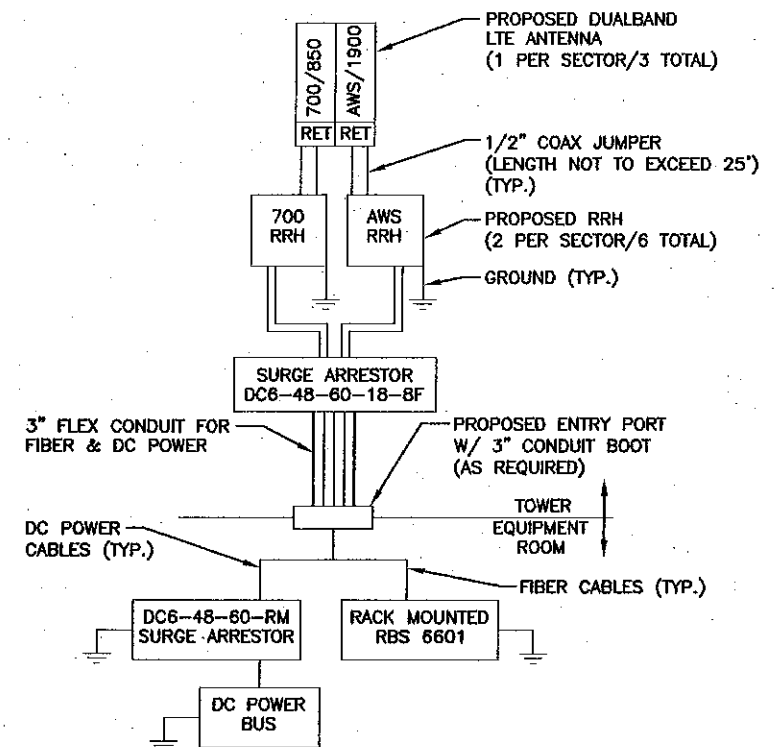 PROPOSED DUALBAND
LTE ANTENNA
(1 PER SECTOR/3 TOTAL)
700/850
AWS/1900
RET
RET
1/2" COAX JUMPER
(LENGTH NOT TO EXCEED 25')
(TYP.)
700
RRH
AWS
RRH
PROPOSED RRH
(2 PER SECTOR/6 TOTAL)
GROUND (TYP.)
SURGE ARRESTOR
DC6-48-60-18-8F
3" FLEX CONDUIT FOR
FIBER & DC POWER
PROPOSED ENTRY PORT
W/ 3" CONDUIT BOOT
(AS REQUIRED)
TOWER
EQUIPMENT
ROOM
DC POWER
CABLES (TYP.)
FIBER CABLES (TYP.)
DC6-48-60-RM
SURGE ARRESTOR
RACK MOUNTED
RBS 6601
DC POWER
BUS